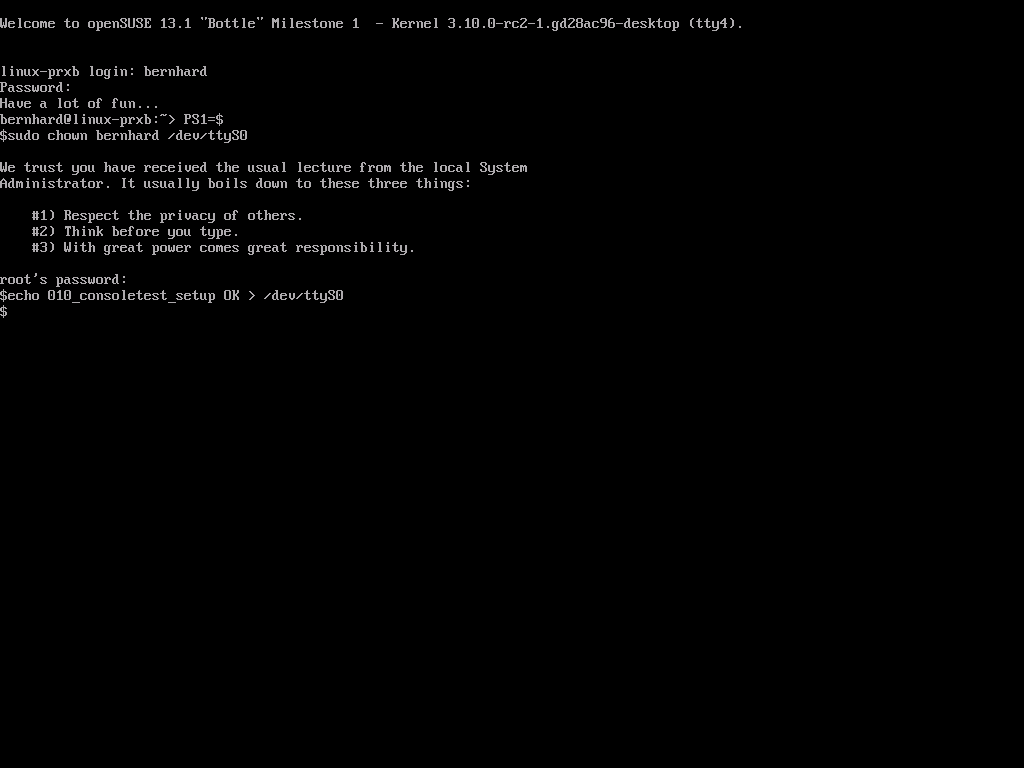 Welcome to openSUSE 13.1 "Bottle" Milestone 1  - Kernel 3.10.0-rc2-1.gd28ac96-desktop (tty4).
linux-prxb login: bernhard
Password:
Have a lot of fun...
bernhard@linux-prxb:~> PS1=$
$sudo chown bernhard /dev/ttyS0
We trust you have received the usual lecture from the local System
Administrator. It usually boils down to these three things:
    #1) Respect the privacy of others.
    #2) Think before you type.
    #3) With great power comes great responsibility.
root's password:
$echo 010_consoletest_setup OK > /dev/ttyS0
$